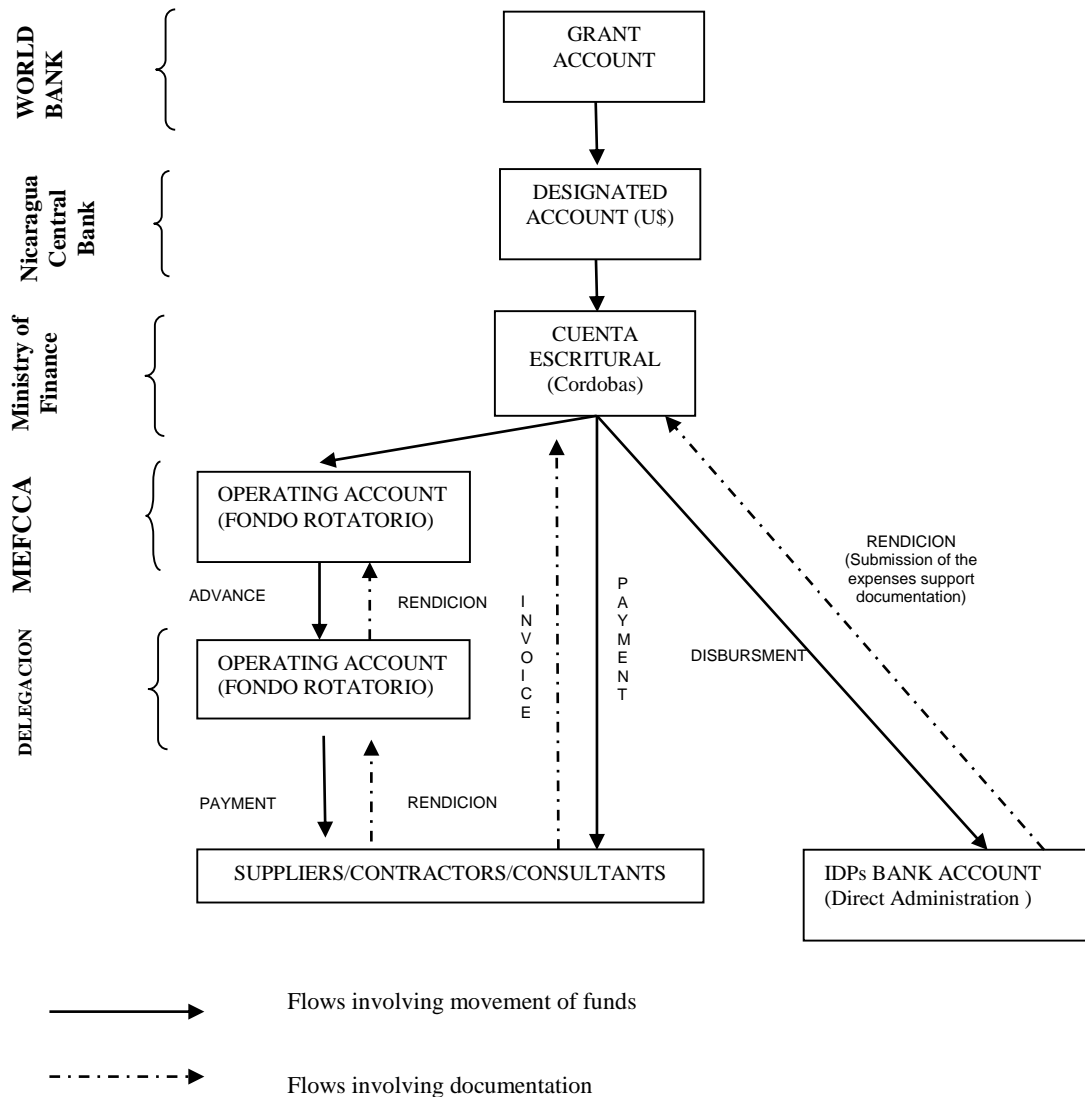 WORLD
BANK
GRANT
ACCOUNT
Nicaragua
Central
Bank
DESIGNATED
ACCOUNT (U$)
Ministry of
Finance
CUENTA
ESCRITURAL
(Cordobas)
MEFCCA
OPERATING ACCOUNT
(FONDO ROTATORIO)
ADVANCE
RENDICION
INVOICE
PAYMENT
RENDICION
(Submission of the
expenses support
documentation)
DISBURSMENT
DELEGACION
OPERATING ACCOUNT
(FONDO ROTATORIO)
PAYMENT
RENDICION
SUPPLIERS/CONTRACTORS/CONSULTANTS
IDPs BANK ACCOUNT
(Direct Administration )
Flows involving movement of funds
Flows involving documentation